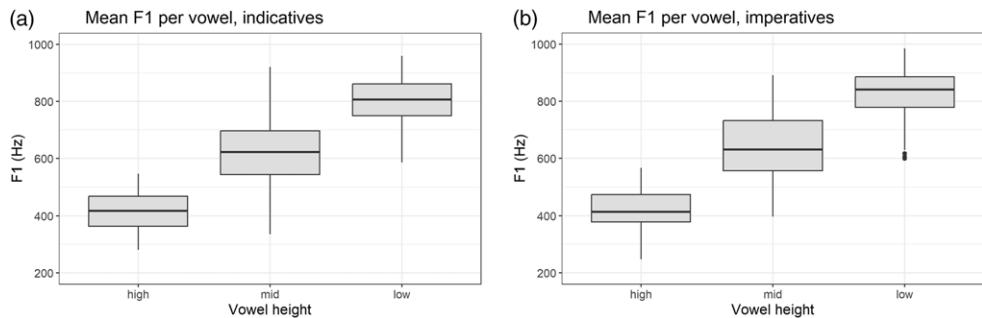 (a)
Mean F1 per vowel, indicatives
1000
800
600
400
200
F1 (Hz)
high mid low
Vowel height
(b)
Mean F1 per vowel, imperatives
1000
800
600
400
200
F1 (Hz)
high mid low
Vowel height